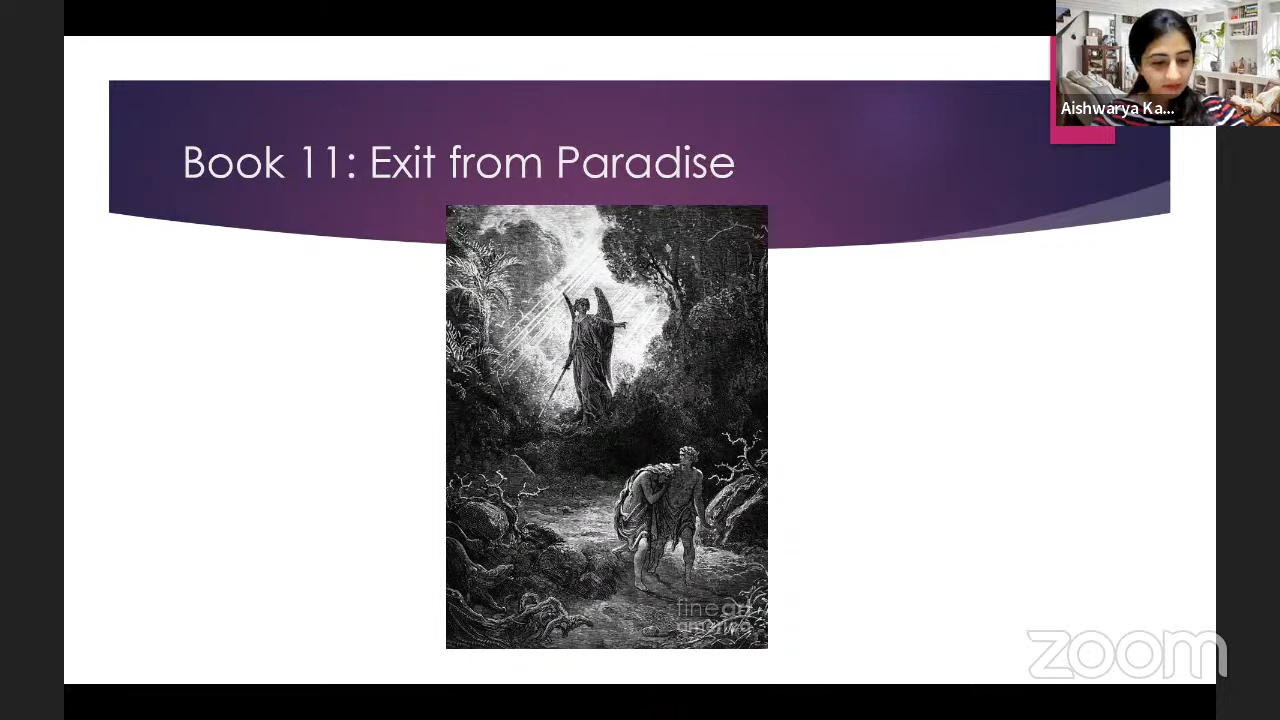 Aishwarya Ka...
Book 11: Exit from Paradise
fine art
america
zoom